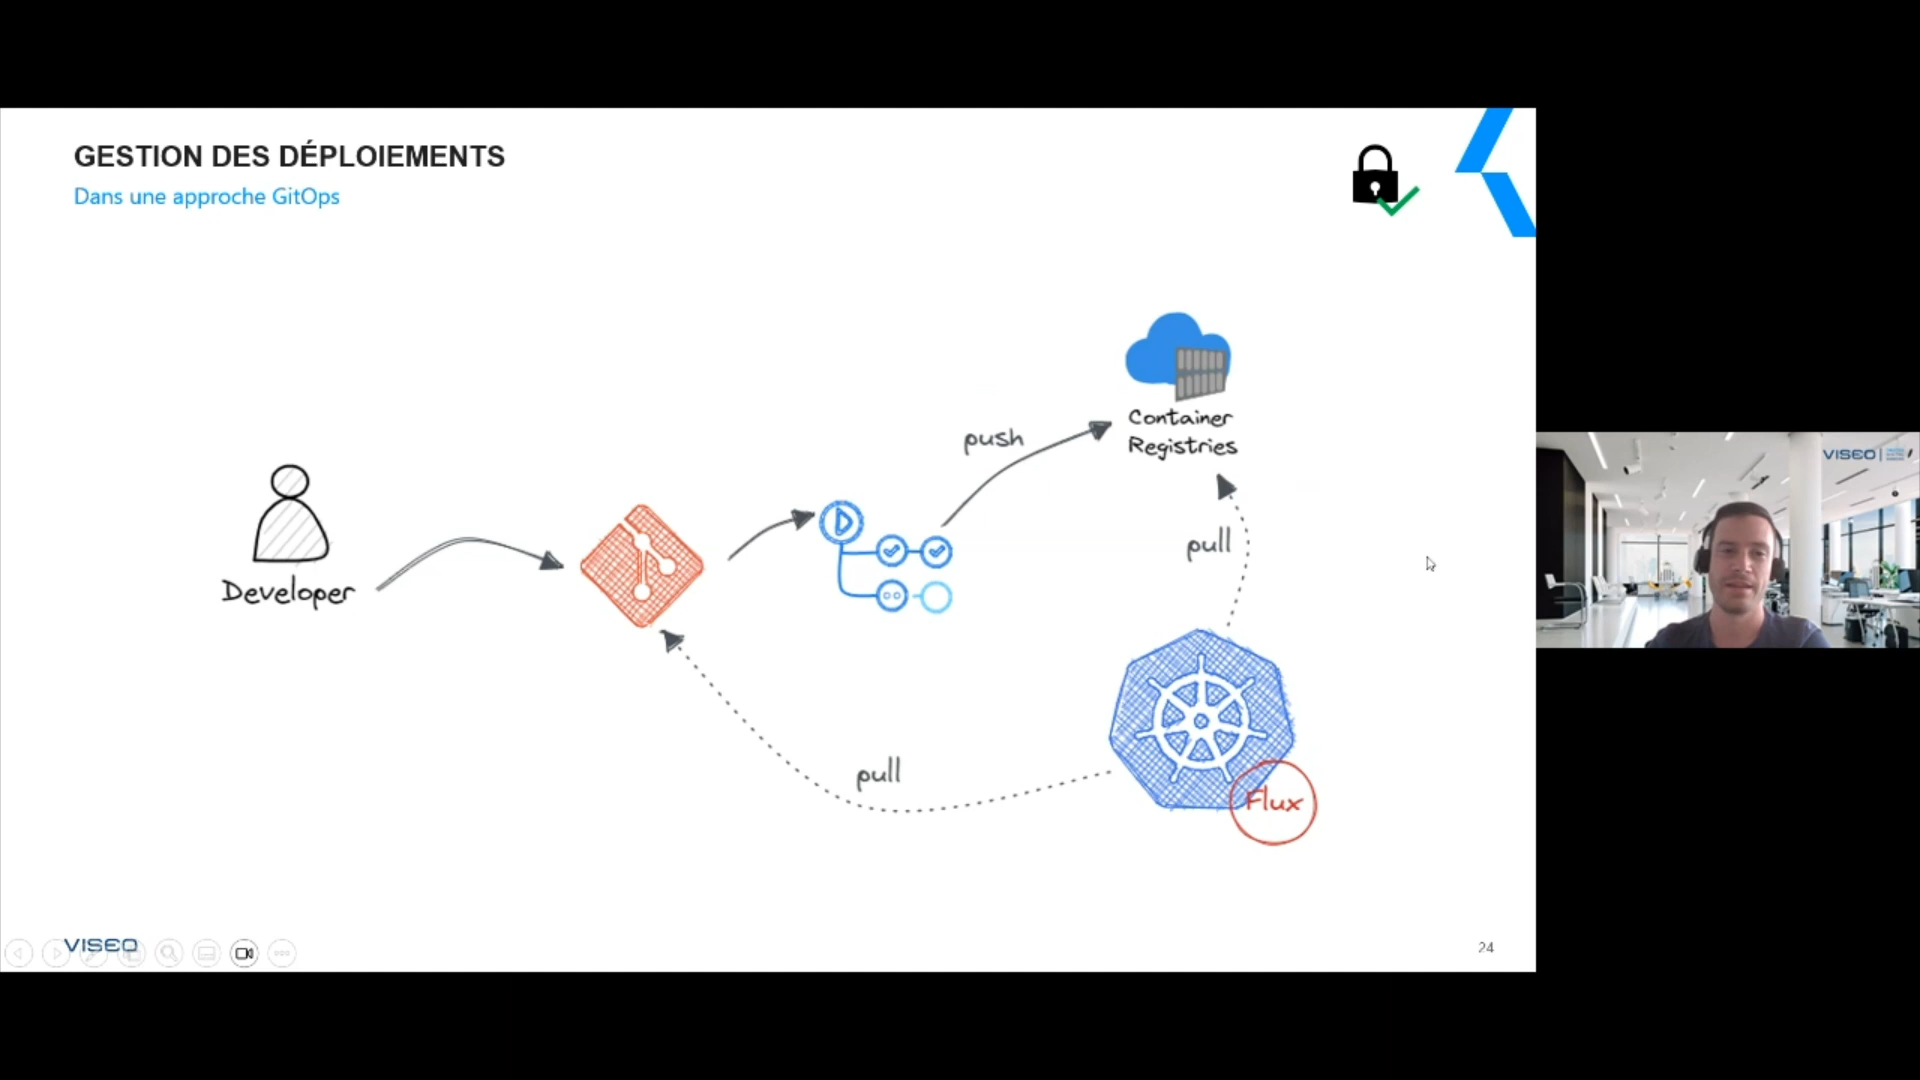 GESTION DES DÉPLOIEMENTS
Dans une approche GitOps
Container
Registries
push
pull
Developer
pull
Flux
VISEO
24
VISEO